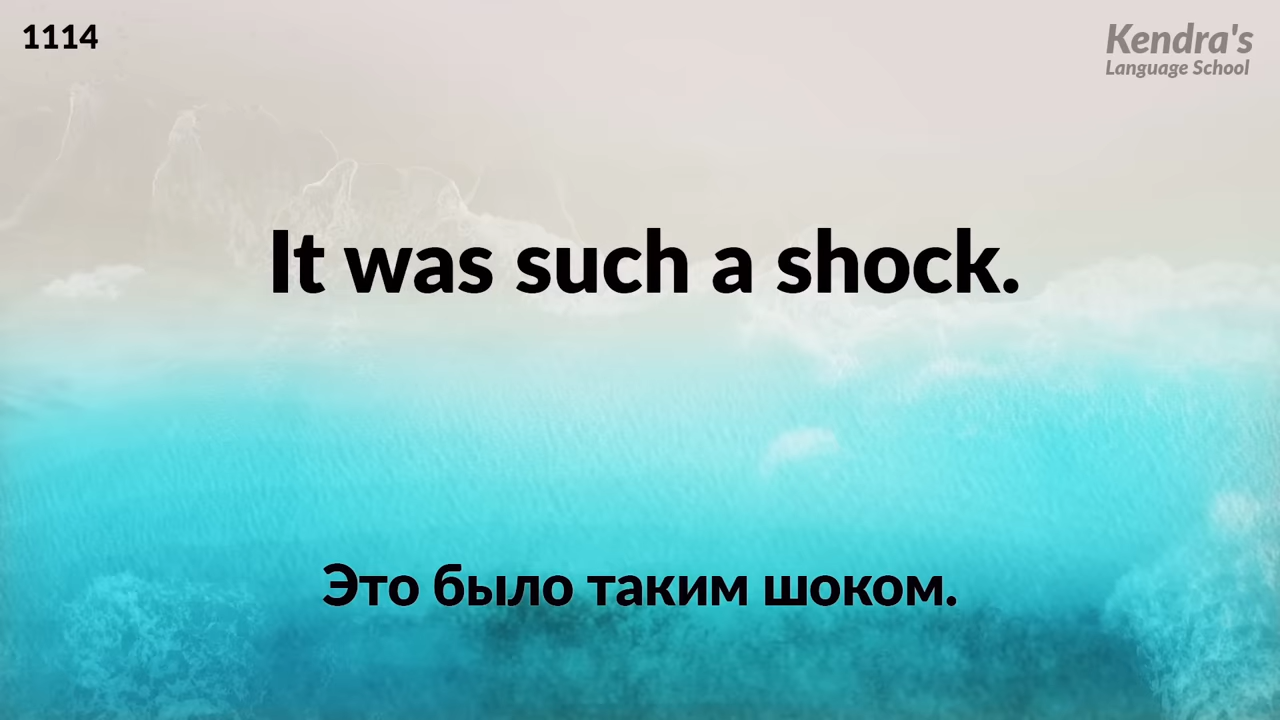 1114
Kendra's
Language School
It was such a shock.
Это было таким шоком.